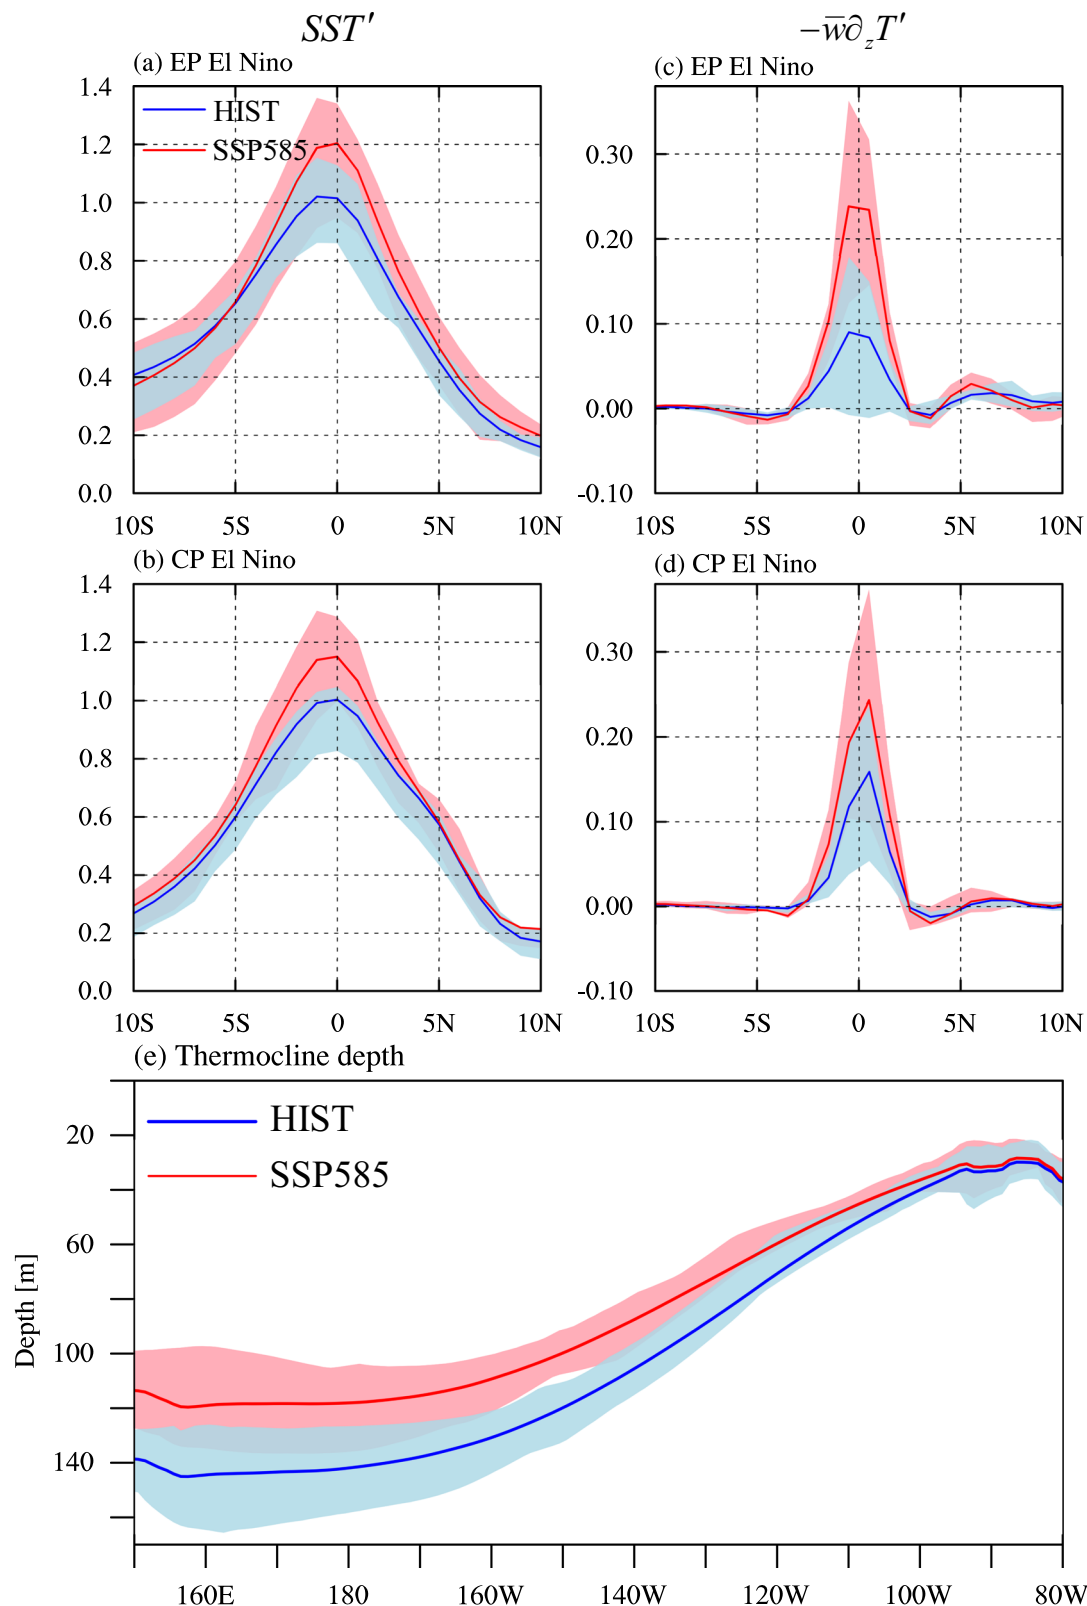 SST′
−w̅∂zT′
(a) EP El Nino
1.4
1.2
1.0
0.8
0.6
0.4
0.2
0.0
HIST
SSP585
10S 5S 0 5N 10N
(c) EP El Nino
0.30
0.20
0.10
0.00
-0.10
10S 5S 0 5N 10N
(b) CP El Nino
1.4
1.2
1.0
0.8
0.6
0.4
0.2
0.0
10S 5S 0 5N 10N
(d) CP El Nino
0.30
0.20
0.10
0.00
-0.10
10S 5S 0 5N 10N
(e) Thermocline depth
HIST
SSP585
Depth [m]
20
60
100
140
160E 180 160W 140W 120W 100W 80W